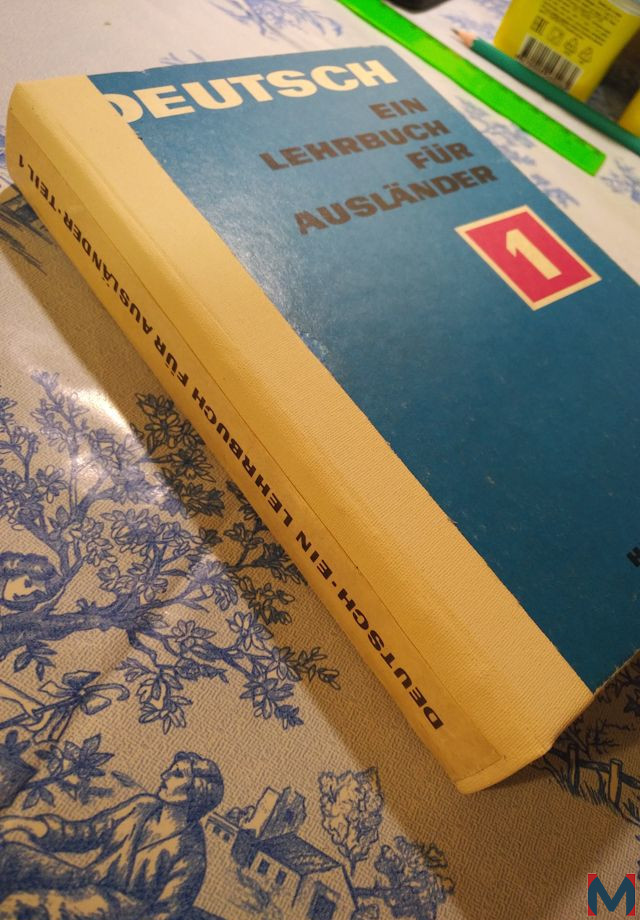 DEUTSCH
EIN
LEHRBUCH
FÜR
AUSLÄNDER
1
DEUTSCH·EIN LEHRBUCH FÜR AUSLÄNDER·TEIL 1
M